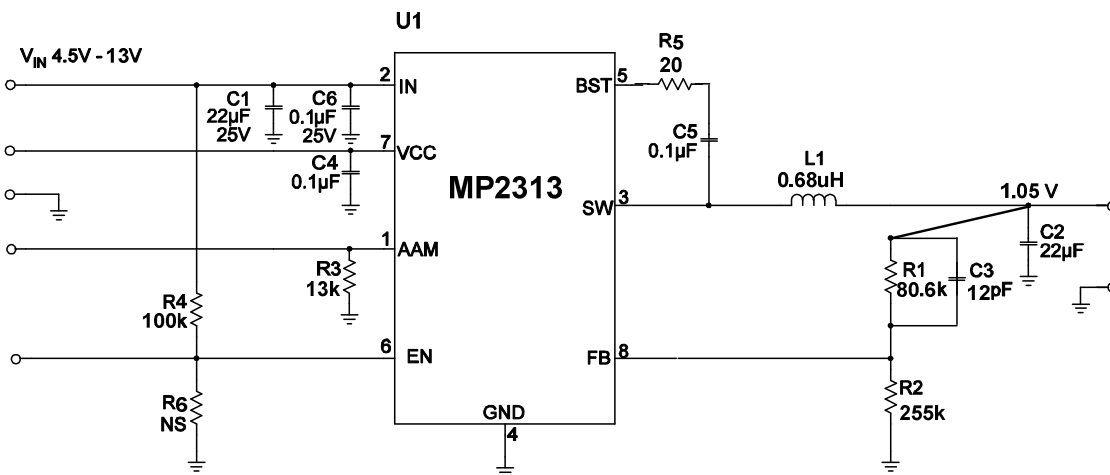 U1
V_IN 4.5V - 13V
2
IN
C1
22µF
25V
C6
0.1µF
25V
7
VCC
C4
0.1µF
1
AAM
R3
13k
R4
100k
6
EN
R6
NS
MP2313
GND
4
BST
5
R5
20
C5
0.1µF
SW
3
L1
0.68uH
1.05 V
C2
22µF
R1
80.6k
C3
12pF
FB
8
R2
255k